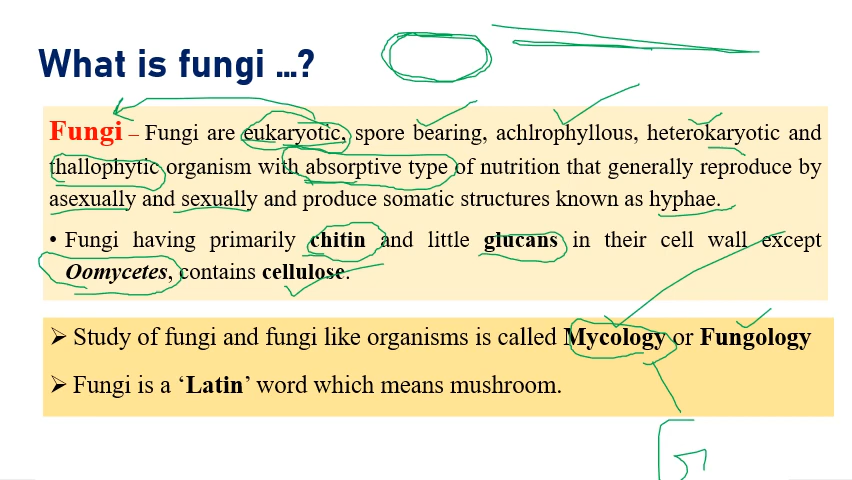 What is fungi ...?
Fungi – Fungi are eukaryotic, spore bearing, achlrophyllous, heterokaryotic and
thallophytic organism with absorptive type of nutrition that generally reproduce by
asexually and sexually and produce somatic structures known as hyphae.
• Fungi having primarily chitin and little glucans in their cell wall except
Oomycetes, contains cellulose.
➢ Study of fungi and fungi like organisms is called Mycology or Fungology
➢ Fungi is a ‘Latin’ word which means mushroom.